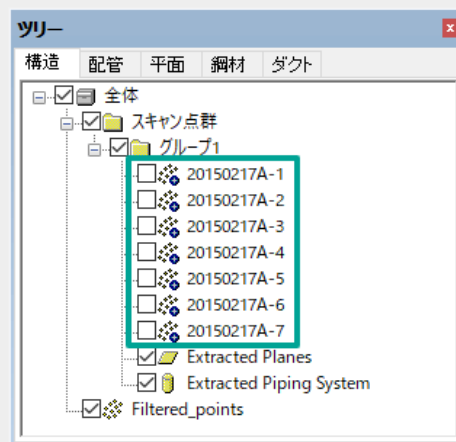 ツリー
構造 配管 平面 鋼材 ダクト
全体
スキャン点群
グループ1
20150217A-1
20150217A-2
20150217A-3
20150217A-4
20150217A-5
20150217A-6
20150217A-7
Extracted Planes
Extracted Piping System
Filtered_points